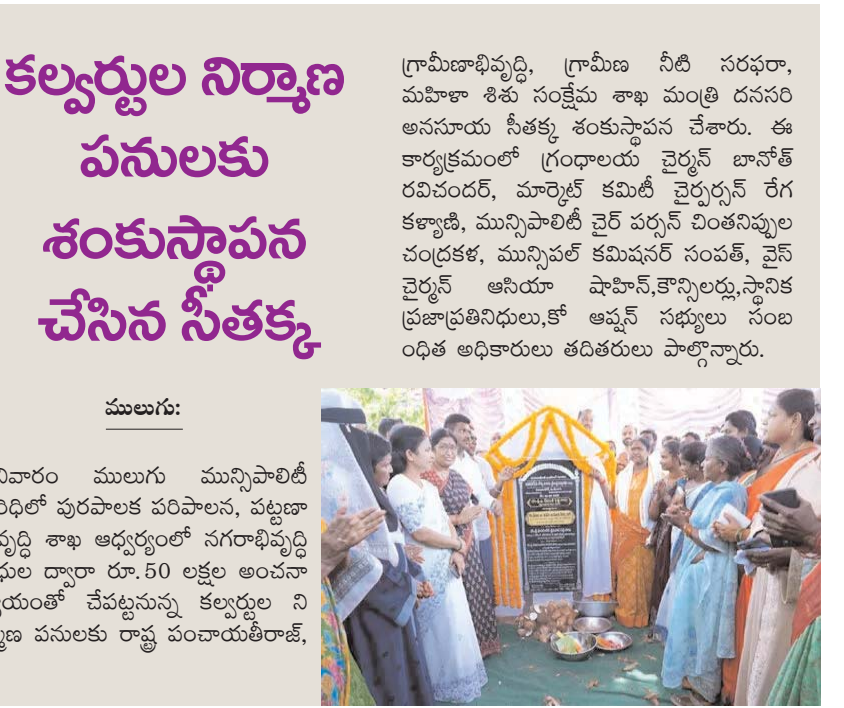 కల్వర్టుల నిర్మాణ
పనులకు
శంకుస్థాపన
చేసిన సీతక్క
ములుగు:
ములుగు మున్సిపాలిటీ
పురపాలక పరిపాలన, పట్టణా
శాఖ ఆధ్వర్యంలో నగరాభివృద్ధి
ద్వారా రూ.50 లక్షల అంచనా
చేపట్టనున్న కల్వర్టుల ని
పనులకు రాష్ట్ర పంచాయతీరాజ్,
గ్రామీణాభివృద్ధి, గ్రామీణ నీటి సరఫరా,
మహిళా శిశు సంక్షేమ శాఖ మంత్రి దనసరి
అనసూయ సీతక్క శంకుస్థాపన చేశారు. ఈ
కార్యక్రమంలో గ్రంధాలయ చైర్మన్ బానోత్
రవిచందర్, మార్కెట్ కమిటీ చైర్పర్సన్ రేగ
కళ్యాణి, మున్సిపాలిటీ చైర్ పర్సన్ చింతనిప్పుల
చంద్రకళ, మున్సిపల్ కమిషనర్ సంపత్, వైస్
చైర్మన్ ఆసియా షాహిన్,కౌన్సిలర్లు,స్థానిక
ప్రజాప్రతినిధులు,కో ఆప్షన్ సభ్యులు సంబ
ంధిత అధికారులు తదితరులు పాల్గొన్నారు.